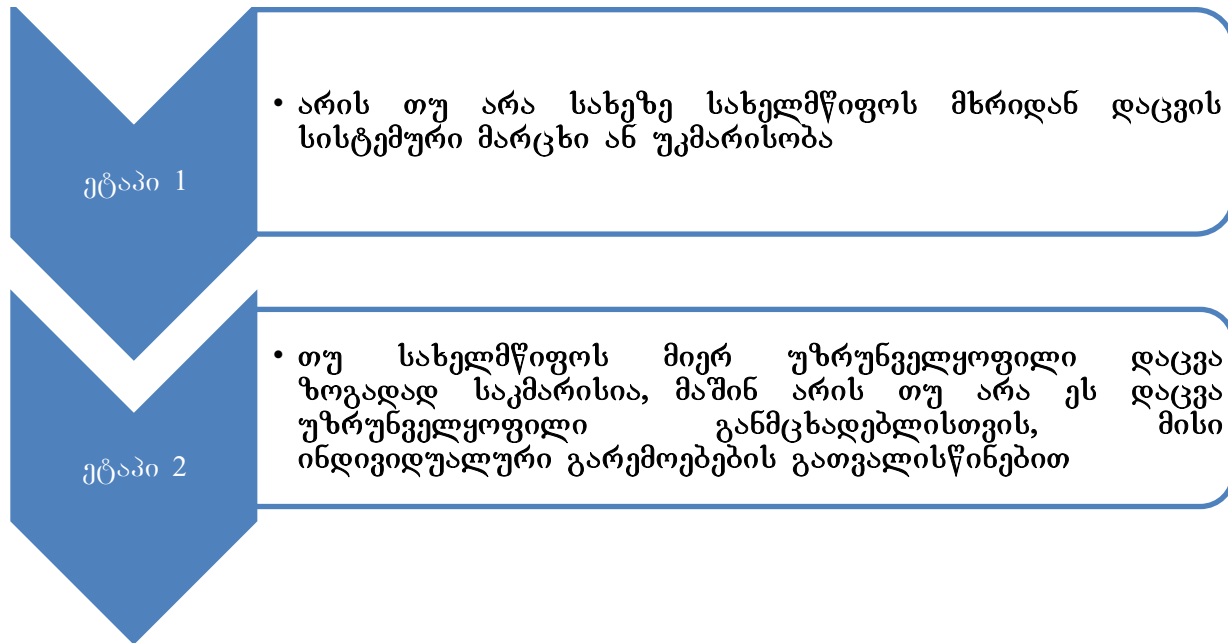 ეტაპი 1
• არის თუ არა სახეზე სახელმწიფოს მხრიდან დაცვის
სისტემური მარცხი ან უკმარისობა
ეტაპი 2
• თუ სახელმწიფოს მიერ უზრუნველყოფილი დაცვა
ზოგადად საკმარისია, მაშინ არის თუ არა ეს დაცვა
უზრუნველყოფილი განმცხადებლისთვის, მისი
ინდივიდუალური გარემოებების გათვალისწინებით